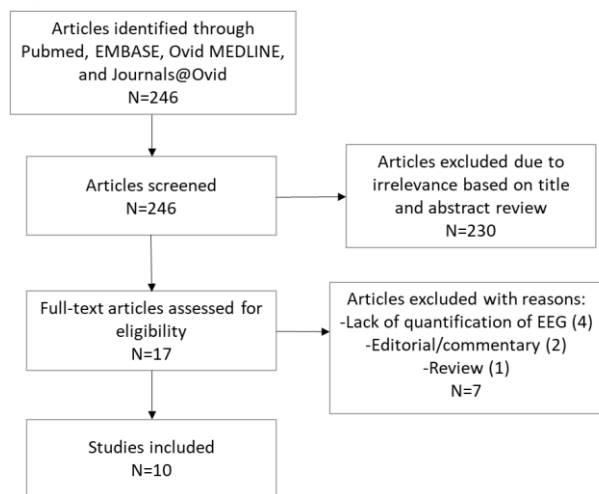 Articles identified through
Pubmed, EMBASE, Ovid MEDLINE,
and Journals@Ovid
N=246
Articles screened
N=246
Articles excluded due to
irrelevance based on title
and abstract review
N=230
Full-text articles assessed for
eligibility
N=17
Articles excluded with reasons:
-Lack of quantification of EEG (4)
-Editorial/commentary (2)
-Review (1)
N=7
Studies included
N=10